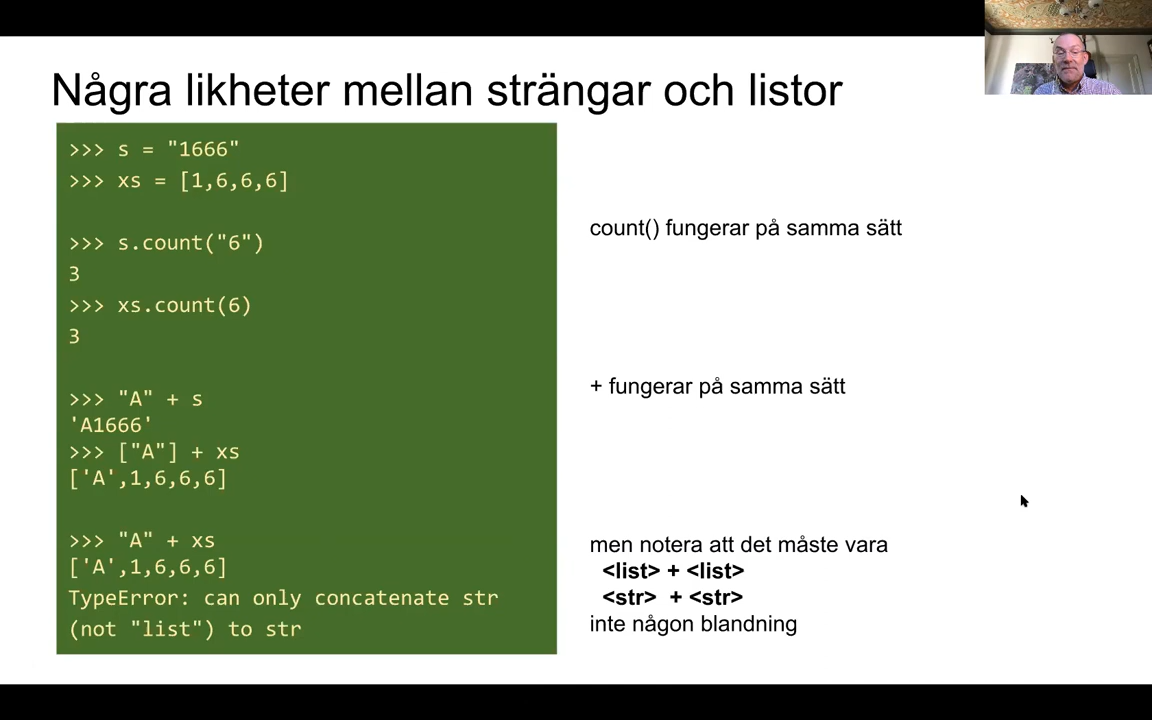 Några likheter mellan strängar och listor
>>> s = "1666"
>>> xs = [1,6,6,6]
>>> s.count("6")
3
>>> xs.count(6)
3
>>> "A" + s
'A1666'
>>> ["A"] + xs
['A',1,6,6,6]
>>> "A" + xs
['A',1,6,6,6]
TypeError: can only concatenate str
(not "list") to str
count() fungerar på samma sätt
+ fungerar på samma sätt
men notera att det måste vara
<list> + <list>
<str>  + <str>
inte någon blandning